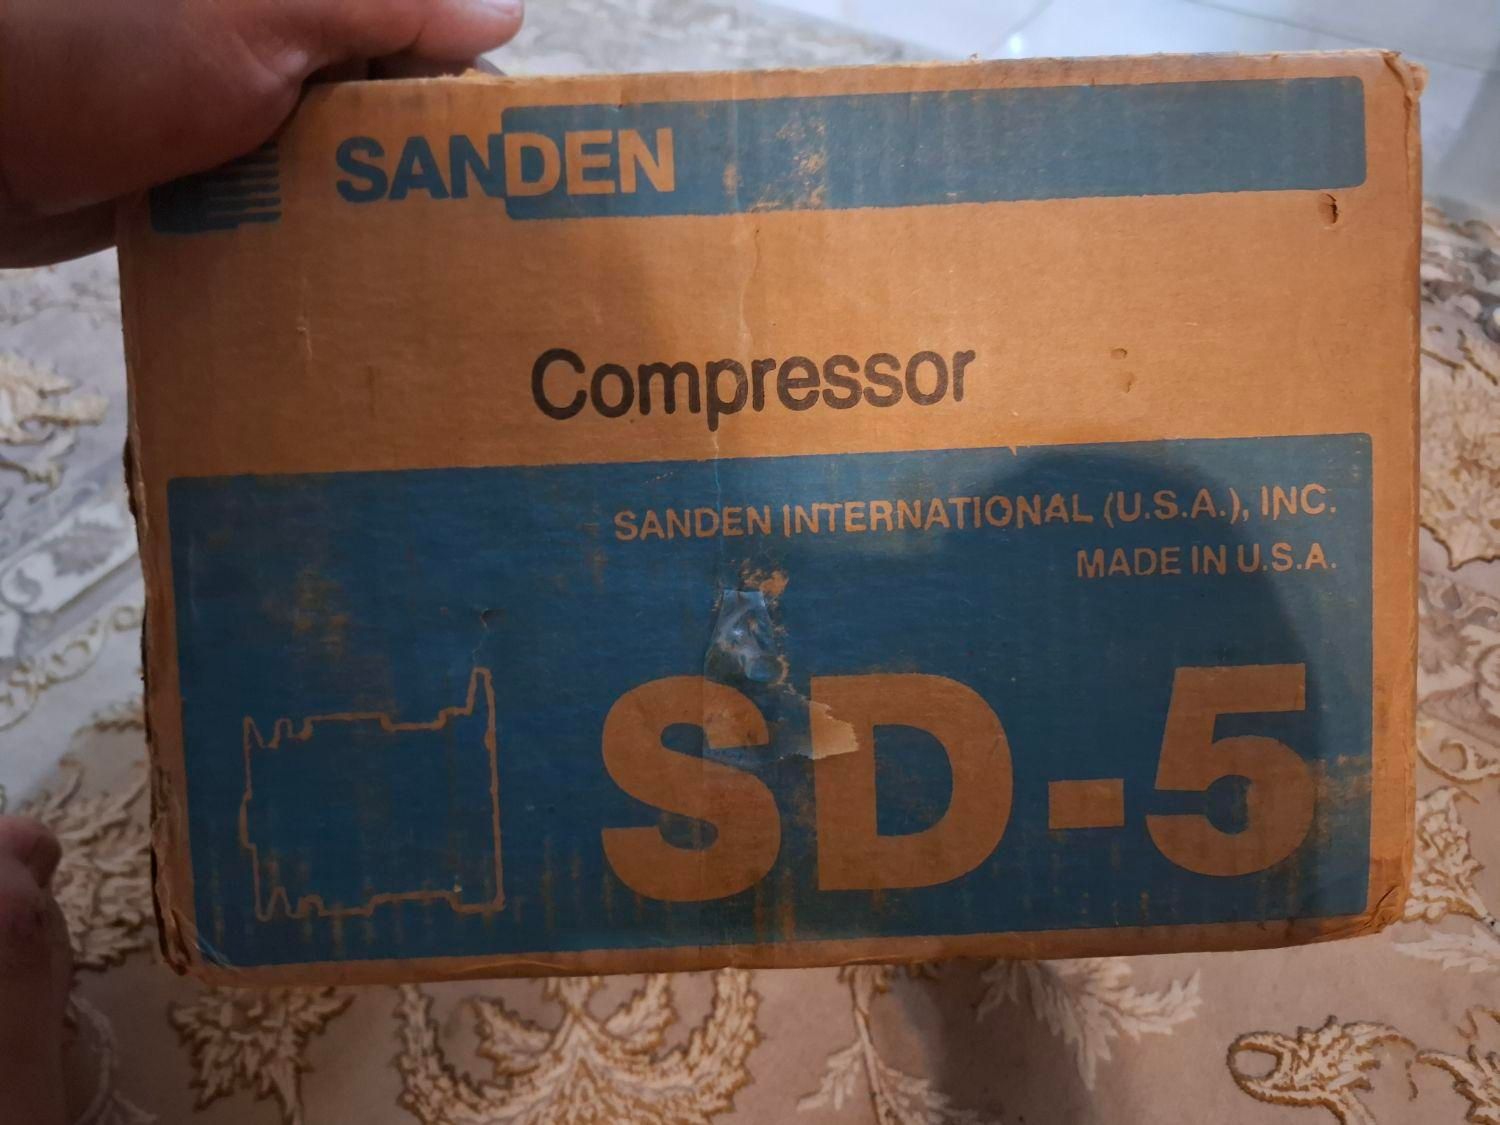 SANDEN
Compressor
SANDEN INTERNATIONAL (U.S.A.), INC.
MADE IN U.S.A.
SD-5